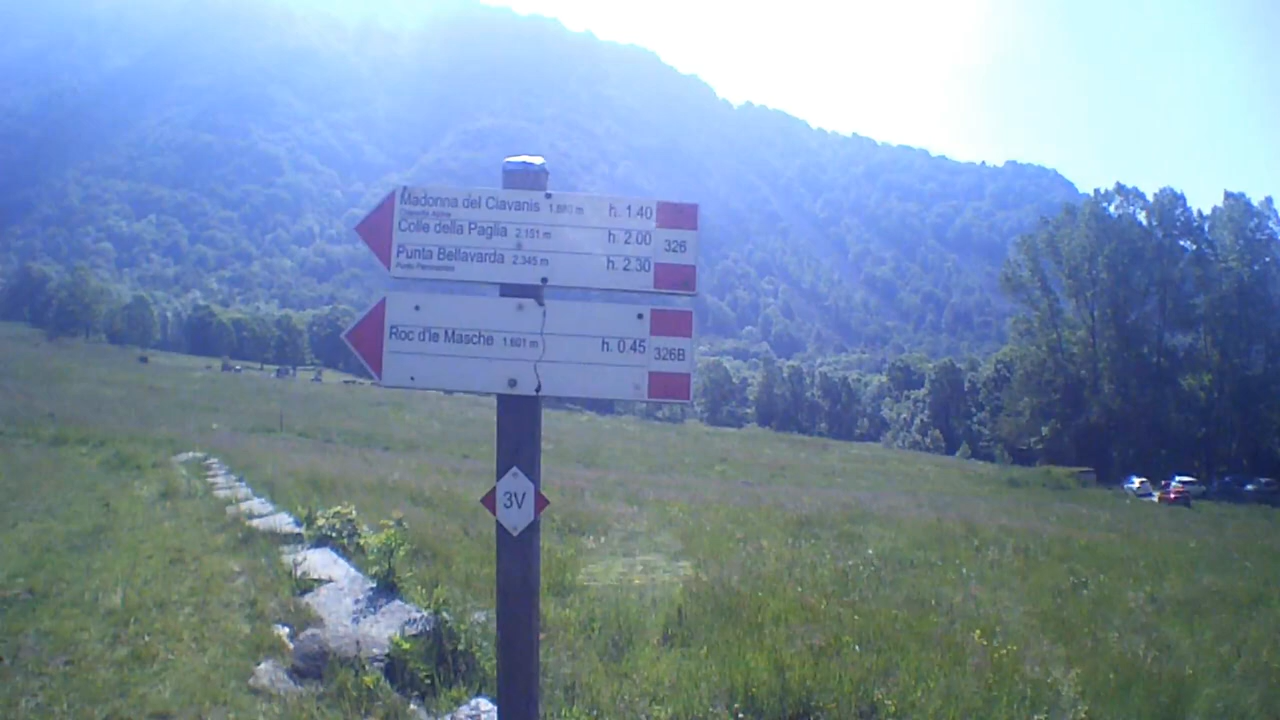 Madonna del Ciavanis 1.880 m h. 1.40
Colle della Paglia 2.151 m h. 2.00
326
Punta Bellavarda 2.345 m h. 2.30
Roc d'le Masche 1.601 m h. 0.45
326B
3V